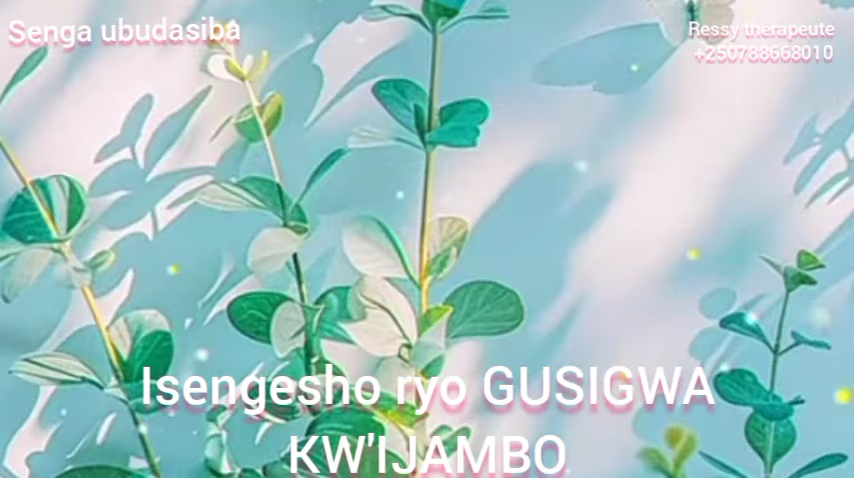 Senga ubudasiba
Ressy therapeute
+250788668010
Isengesho ryo GUSIGWA
KW'IJAMBO